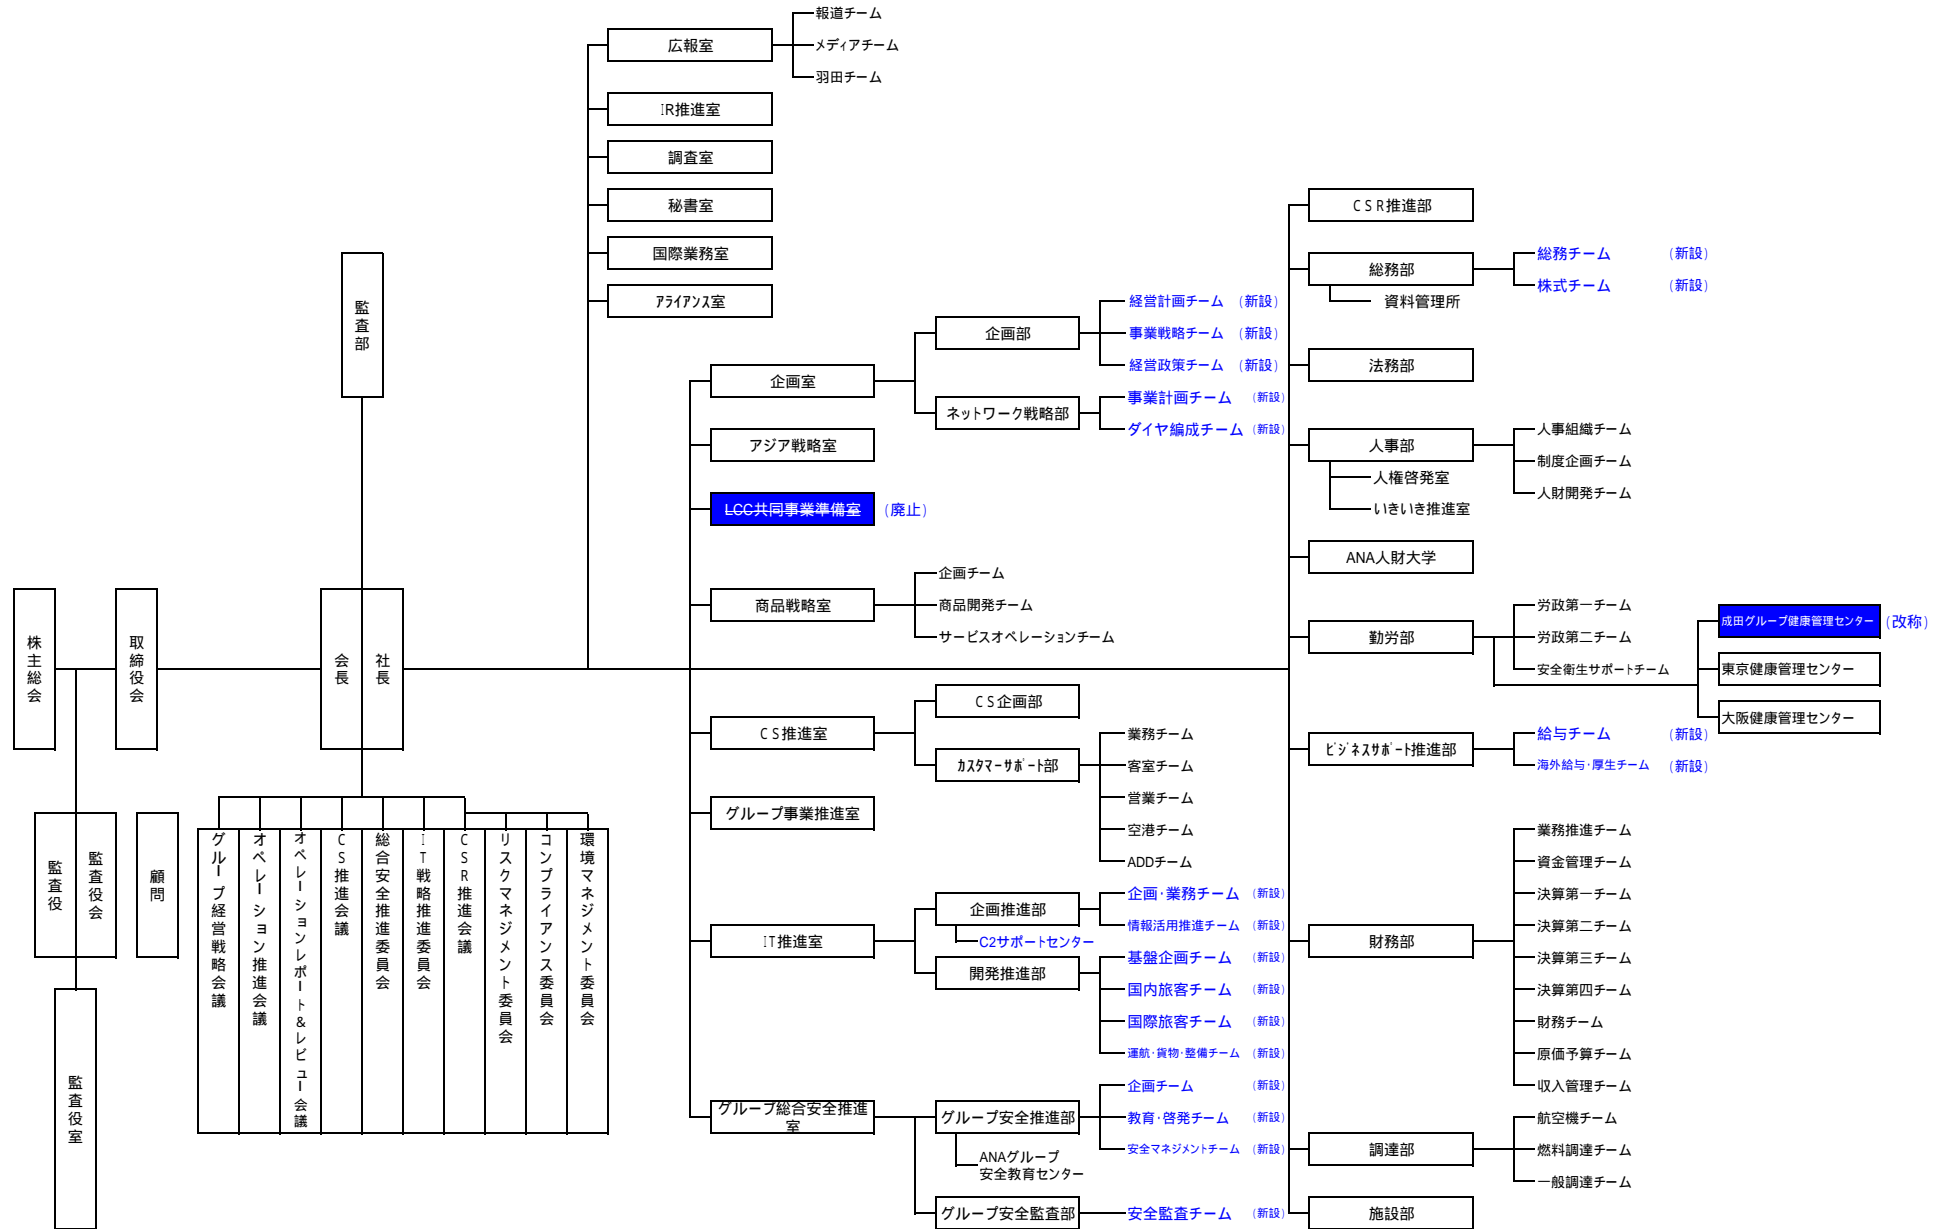 株主総会
取締役会
会長
社長
監査部
監査役
監査役会
顧問
監査役室
グループ経営戦略会議
オペレーション推進会議
オペレーションレポート&レビュー会議
CS推進会議
総合安全推進委員会
IT戦略推進委員会
CSR推進会議
リスクマネジメント委員会
コンプライアンス委員会
環境マネジメント委員会
広報室
報道チーム
メディアチーム
羽田チーム
IR推進室
調査室
秘書室
国際業務室
アライアンス室
企画室
企画部
経営計画チーム (新設)
事業戦略チーム (新設)
経営政策チーム (新設)
ネットワーク戦略部
事業計画チーム (新設)
ダイヤ編成チーム (新設)
アジア戦略室
LCC共同事業準備室 (廃止)
商品戦略室
企画チーム
商品開発チーム
サービスオペレーションチーム
CS推進室
CS企画部
カスタマーサポート部
業務チーム
客室チーム
営業チーム
空港チーム
ADDチーム
グループ事業推進室
IT推進室
企画推進部
企画・業務チーム (新設)
情報活用推進チーム (新設)
C2サポートセンター
開発推進部
基盤企画チーム (新設)
国内旅客チーム (新設)
国際旅客チーム (新設)
運航・貨物・整備チーム (新設)
グループ総合安全推進
室
グループ安全推進部
企画チーム (新設)
教育・啓発チーム (新設)
安全マネジメントチーム (新設)
ANAグループ
安全教育センター
グループ安全監査部
安全監査チーム (新設)
CSR推進部
総務部
総務チーム (新設)
株式チーム (新設)
資料管理所
法務部
人事部
人事組織チーム
制度企画チーム
人財開発チーム
人権啓発室
いきいき推進室
ANA人財大学
勤労部
労政第一チーム
労政第二チーム
安全衛生サポートチーム
成田グループ健康管理センター (改称)
東京健康管理センター
大阪健康管理センター
ビジネスサポート推進部
給与チーム (新設)
海外給与・厚生チーム (新設)
財務部
業務推進チーム
資金管理チーム
決算第一チーム
決算第二チーム
決算第三チーム
決算第四チーム
財務チーム
原価予算チーム
収入管理チーム
調達部
航空機チーム
燃料調達チーム
一般調達チーム
施設部